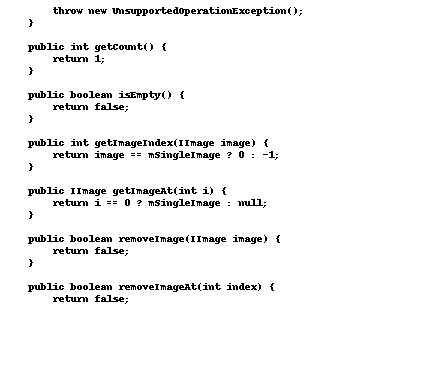 throw new UnsupportedOperationException();
    }

    public int getCount() {
        return 1;
    }

    public boolean isEmpty() {
        return false;
    }

    public int getImageIndex(IImage image) {
        return image == mSingleImage ? 0 : -1;
    }

    public IImage getImageAt(int i) {
        return i == 0 ? mSingleImage : null;
    }

    public boolean removeImage(IImage image) {
        return false;
    }

    public boolean removeImageAt(int index) {
        return false;